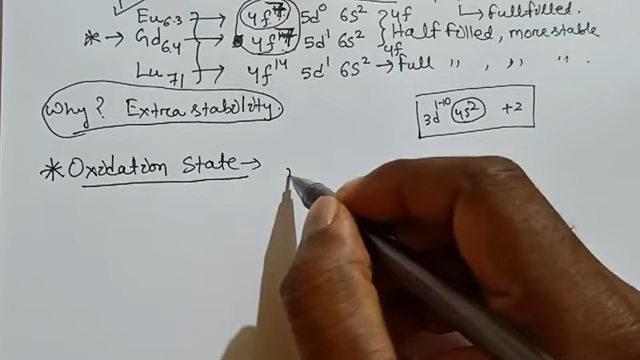 Eu63 → 4f7 5d0 6s2 } 4f ↳ fullfilled.
* → Gd64 → 4f7 5d1 6s2 } Half filled, more stable
4f
Lu71 → 4f14 5d1 6s2 → full " , , " ".
Why? Extra stability.
3d1-10 4s2 +2
* Oxidation State →